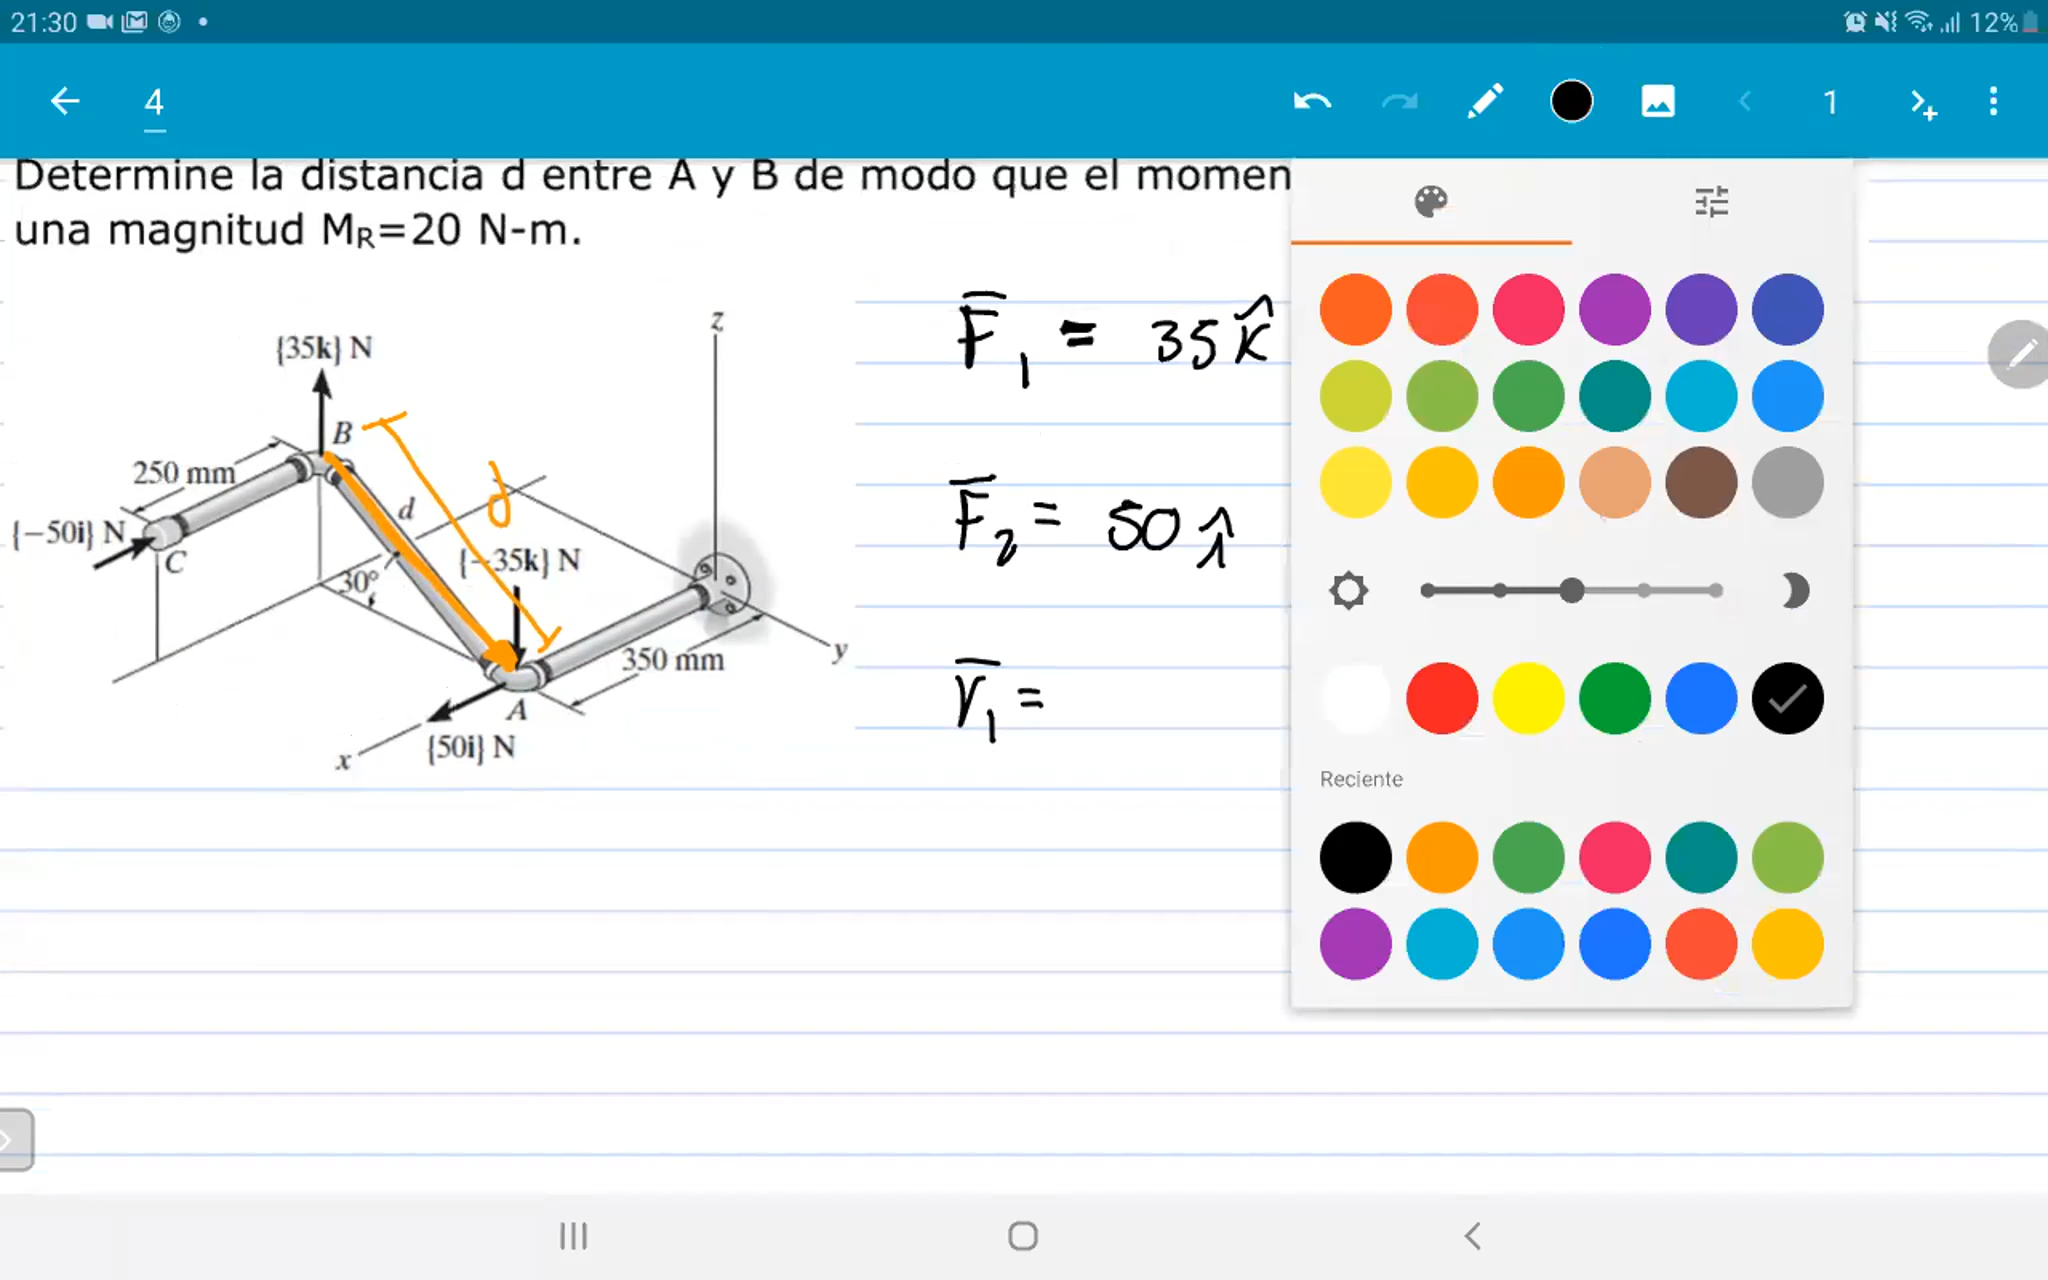 21:30
12%
4
1
Determine la distancia d entre A y B de modo que el momen
una magnitud MR=20 N-m.
{35k} N
z
B
250 mm
d
d
{-50i} N
C
{-35k} N
30°
350 mm
y
A
x
{50i} N
F̅1 = 35 k̂
F̅2 = 50 î
r̅1 =
Reciente